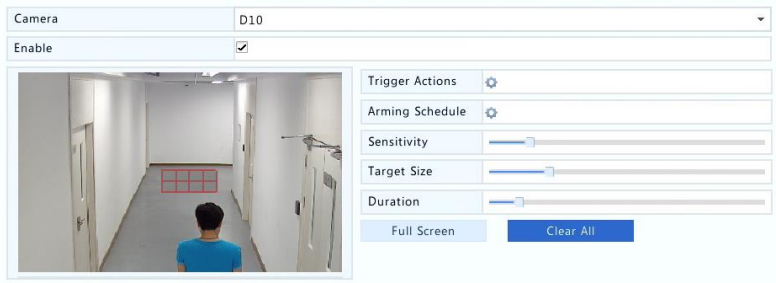 Camera
D10
Enable
Trigger Actions
Arming Schedule
Sensitivity
Target Size
Duration
Full Screen
Clear All